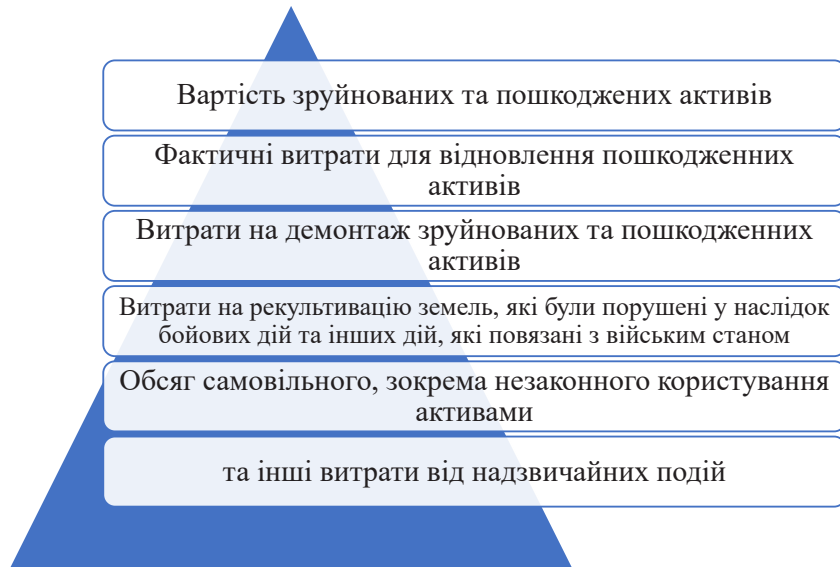 Вартість зруйнованих та пошкоджених активів
Фактичні витрати для відновлення пошкодженних
активів
Витрати на демонтаж зруйнованих та пошкодженних
активів
Витрати на рекультивацію земель, які були порушені у наслідок
бойових дій та інших дій, які повязані з війським станом
Обсяг самовільного, зокрема незаконного користування
активами
та інші витрати від надзвичайних подій